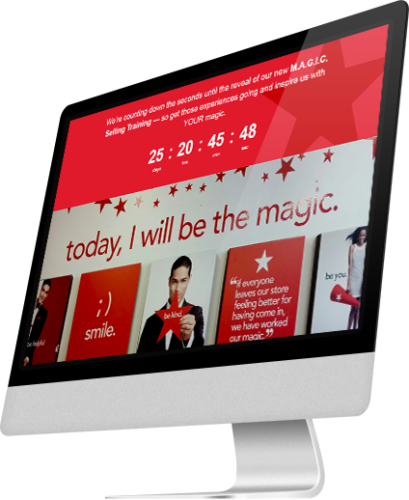 We're counting down the seconds until the reveal of our new M.A.G.I.C.
Selling Training — so get those experiences going and inspire us with
YOUR magic.
25 : 20 : 45 : 48
days
today, I will be the magic.
be helpful
;)
smile.
be kind.
“if everyone
leaves our store
feeling better for
having come in,
we have worked
our magic.”
be you.